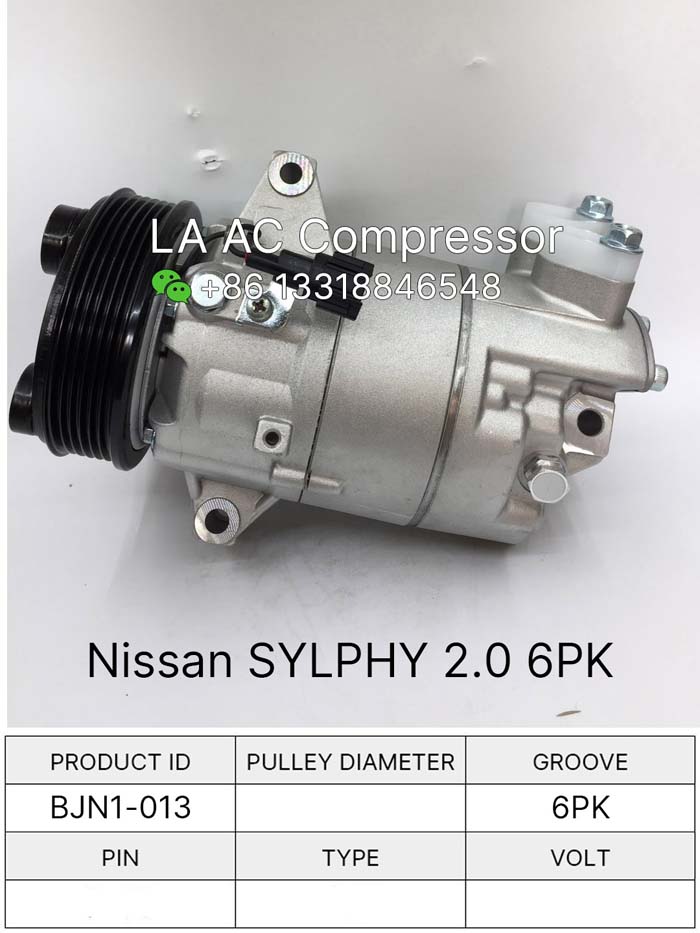 LA AC Compressor
+86 13318846548
Nissan SYLPHY 2.0 6PK
PRODUCT ID PULLEY DIAMETER GROOVE
BJN1-013 6PK
PIN TYPE VOLT